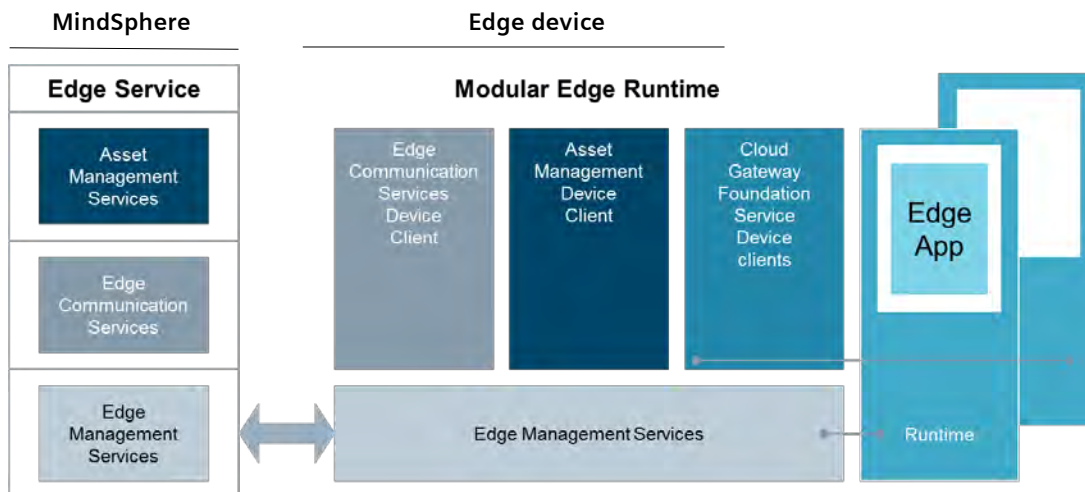 MindSphere
Edge device
Edge Service
Modular Edge Runtime
Asset
Management
Services
Edge
Communication
Services
Edge
Management
Services
Edge
Communication
Services
Device
Client
Asset
Management
Device
Client
Cloud
Gateway
Foundation
Service
Device
clients
Edge
App
Edge Management Services
Runtime